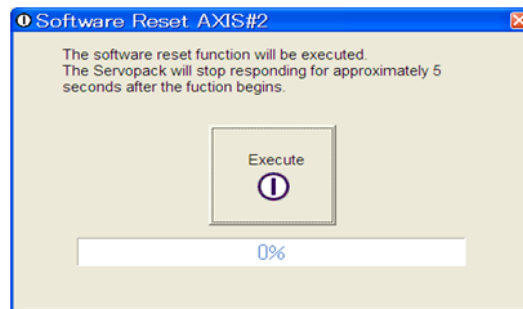 Software Reset AXIS#2
The software reset function will be executed.
The Servopack will stop responding for approximately 5
seconds after the fuction begins.
Execute
0%